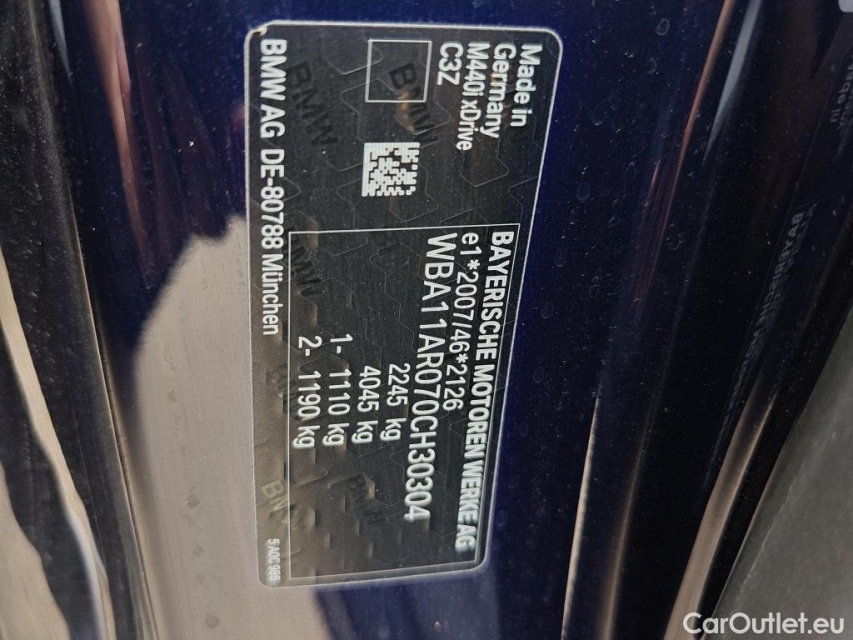 Made in
Germany
M440i xDrive
C3Z
BMW
BAYERISCHE MOTOREN WERKE AG
e1*2007/46*2126
WBA11AR070CH30304
2245 kg
4045 kg
1- 1110 kg
2- 1190 kg
BMW AG DE-80788 München
CarOutlet.eu